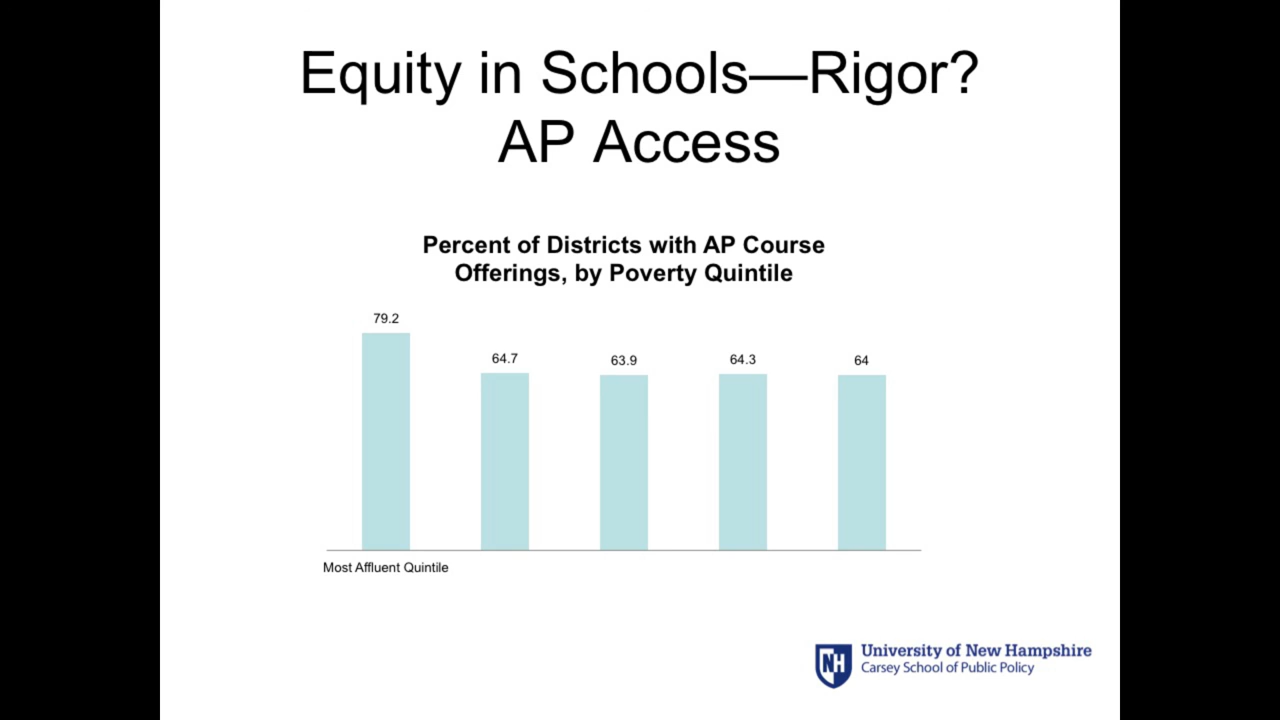 Equity in Schools—Rigor?
AP Access
Percent of Districts with AP Course
Offerings, by Poverty Quintile
79.2
64.7
63.9
64.3
64
Most Affluent Quintile
NH
University of New Hampshire
Carsey School of Public Policy